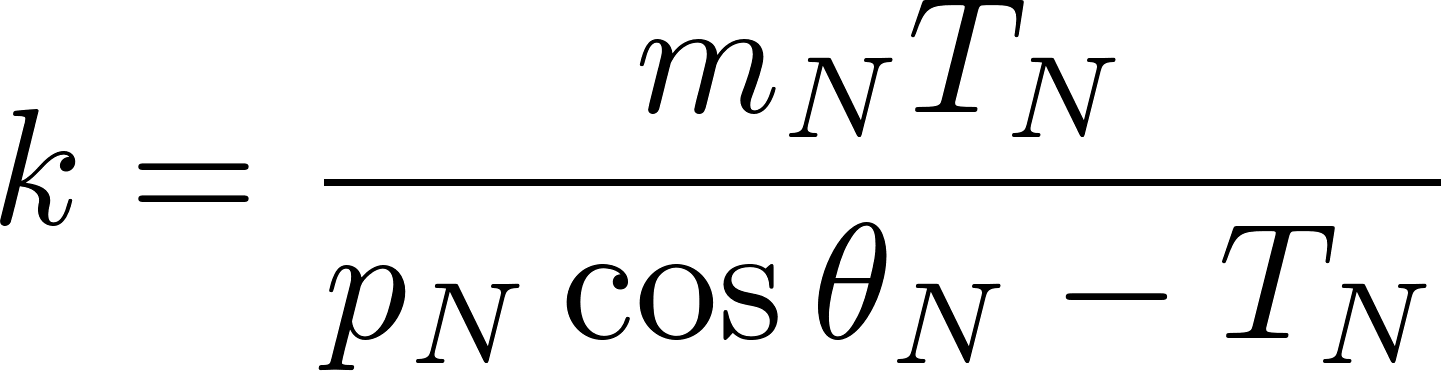 k = \frac{m_N T_N}{p_N \cos \theta_N - T_N}